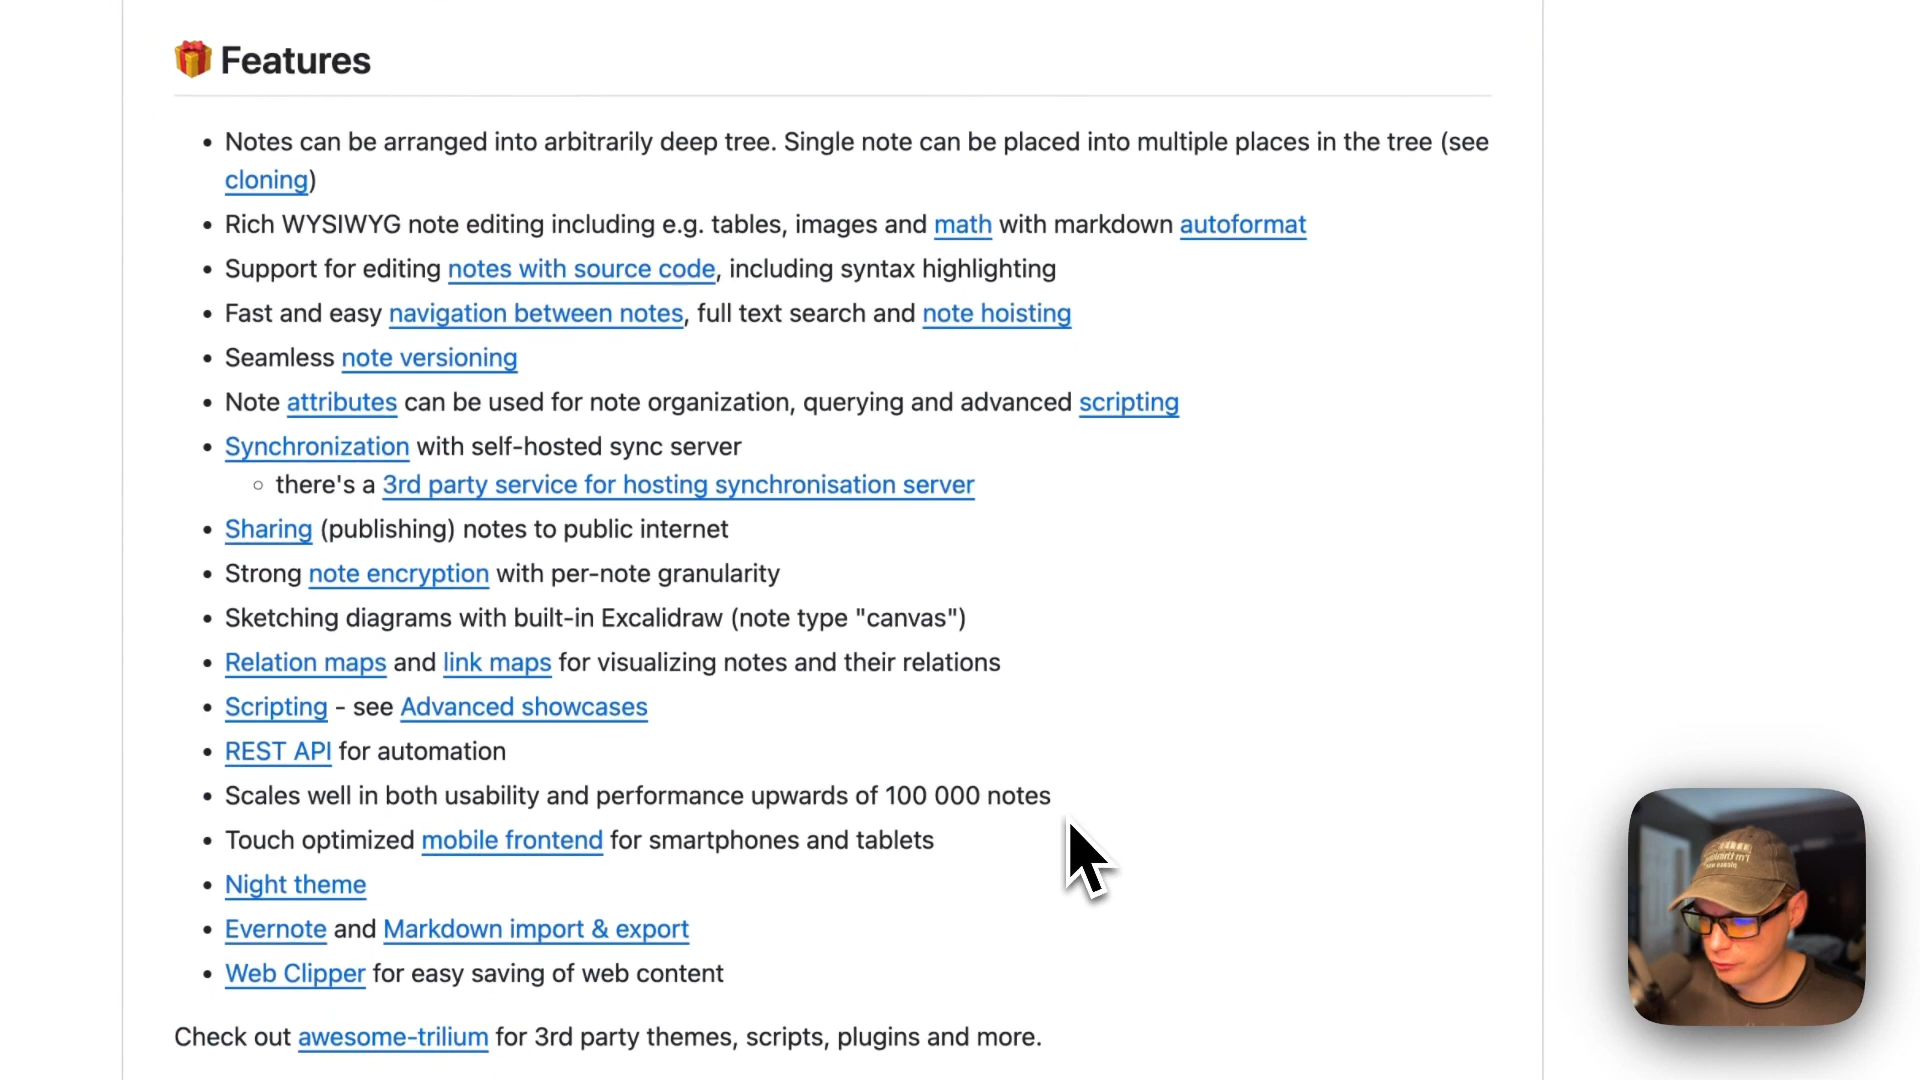 🎁 Features
• Notes can be arranged into arbitrarily deep tree. Single note can be placed into multiple places in the tree (see
cloning)
• Rich WYSIWYG note editing including e.g. tables, images and math with markdown autoformat
• Support for editing notes with source code, including syntax highlighting
• Fast and easy navigation between notes, full text search and note hoisting
• Seamless note versioning
• Note attributes can be used for note organization, querying and advanced scripting
• Synchronization with self-hosted sync server
◦ there's a 3rd party service for hosting synchronisation server
• Sharing (publishing) notes to public internet
• Strong note encryption with per-note granularity
• Sketching diagrams with built-in Excalidraw (note type "canvas")
• Relation maps and link maps for visualizing notes and their relations
• Scripting - see Advanced showcases
• REST API for automation
• Scales well in both usability and performance upwards of 100 000 notes
• Touch optimized mobile frontend for smartphones and tablets
• Night theme
• Evernote and Markdown import & export
• Web Clipper for easy saving of web content
Check out awesome-trilium for 3rd party themes, scripts, plugins and more.